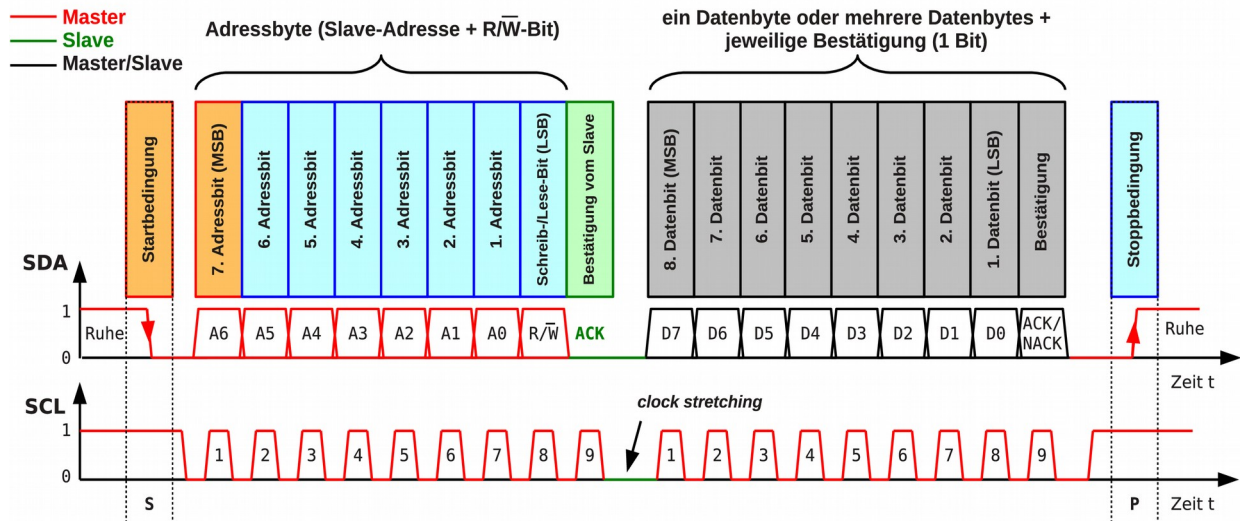 Master
Slave
Master/Slave
Adressbyte (Slave-Adresse + R/W̅-Bit)
ein Datenbyte oder mehrere Datenbytes +
jeweilige Bestätigung (1 Bit)
Startbedingung
7. Adressbit (MSB)
6. Adressbit
5. Adressbit
4. Adressbit
3. Adressbit
2. Adressbit
1. Adressbit
Schreib-/Lese-Bit (LSB)
Bestätigung vom Slave
8. Datenbit (MSB)
7. Datenbit
6. Datenbit
5. Datenbit
4. Datenbit
3. Datenbit
2. Datenbit
1. Datenbit (LSB)
Bestätigung
Stoppbedingung
SDA
1
0
Ruhe
A6
A5
A4
A3
A2
A1
A0
R/W̅
ACK
D7
D6
D5
D4
D3
D2
D1
D0
ACK/
NACK
Ruhe
Zeit t
SCL
1
0
clock stretching
1
2
3
4
5
6
7
8
9
1
2
3
4
5
6
7
8
9
S
P
Zeit t